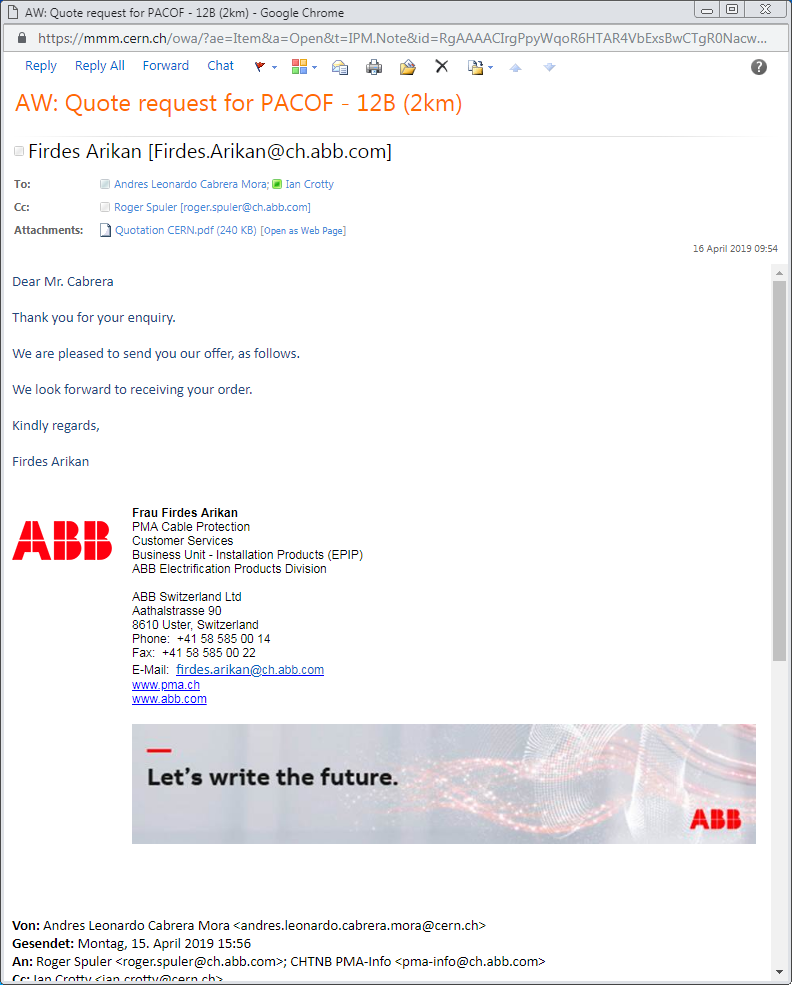 AW: Quote request for PACOF - 12B (2km) - Google Chrome
https://mmm.cern.ch/owa/?ae=Item&a=Open&t=IPM.Note&id=RgAAAACIrgPpyWqoR6HTAR4VbExsBwCTgR0Nacw...
Reply Reply All Forward Chat
AW: Quote request for PACOF - 12B (2km)
Firdes Arikan [Firdes.Arikan@ch.abb.com]
To: Andres Leonardo Cabrera Mora; Ian Crotty
Cc: Roger Spuler [roger.spuler@ch.abb.com]
Attachments: Quotation CERN.pdf (240 KB) [Open as Web Page]
16 April 2019 09:54
Dear Mr. Cabrera
Thank you for your enquiry.
We are pleased to send you our offer, as follows.
We look forward to receiving your order.
Kindly regards,
Firdes Arikan
ABB
Frau Firdes Arikan
PMA Cable Protection
Customer Services
Business Unit - Installation Products (EPIP)
ABB Electrification Products Division
ABB Switzerland Ltd
Aathalstrasse 90
8610 Uster, Switzerland
Phone: +41 58 585 00 14
Fax: +41 58 585 00 22
E-Mail: firdes.arikan@ch.abb.com
www.pma.ch
www.abb.com
Let's write the future.
ABB
Von: Andres Leonardo Cabrera Mora <andres.leonardo.cabrera.mora@cern.ch>
Gesendet: Montag, 15. April 2019 15:56
An: Roger Spuler <roger.spuler@ch.abb.com>; CHTNB PMA-Info <pma-info@ch.abb.com>
Cc: Ian Crotty <ian.crotty@cern.ch>